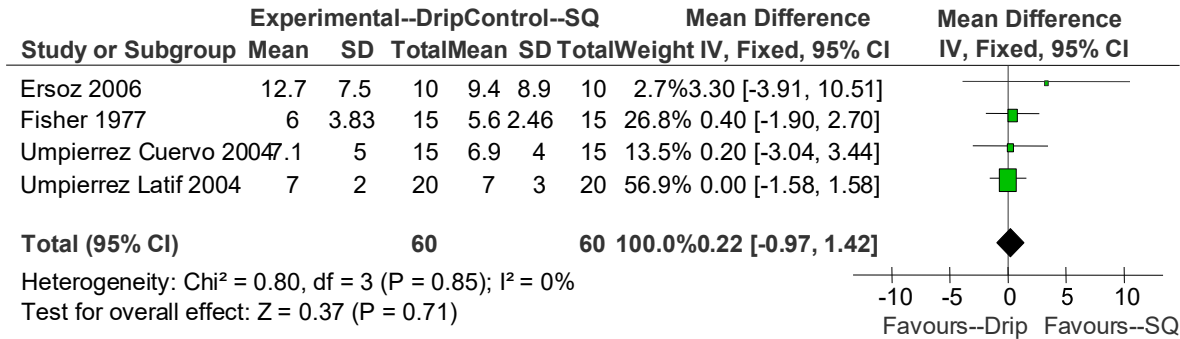 Experimental--Drip Control--SQ Mean Difference Mean Difference
Study or Subgroup Mean SD Total Mean SD Total Weight IV, Fixed, 95% CI IV, Fixed, 95% CI
Ersoz 2006 12.7 7.5 10 9.4 8.9 10 2.7% 3.30 [-3.91, 10.51]
Fisher 1977 6 3.83 15 5.6 2.46 15 26.8% 0.40 [-1.90, 2.70]
Umpierrez Cuervo 2004 7.1 5 15 6.9 4 15 13.5% 0.20 [-3.04, 3.44]
Umpierrez Latif 2004 7 2 20 7 3 20 56.9% 0.00 [-1.58, 1.58]
Total (95% CI) 60 60 100.0% 0.22 [-0.97, 1.42]
Heterogeneity: Chi² = 0.80, df = 3 (P = 0.85); I² = 0%
Test for overall effect: Z = 0.37 (P = 0.71)
-10 -5 0 5 10
Favours--Drip Favours--SQ